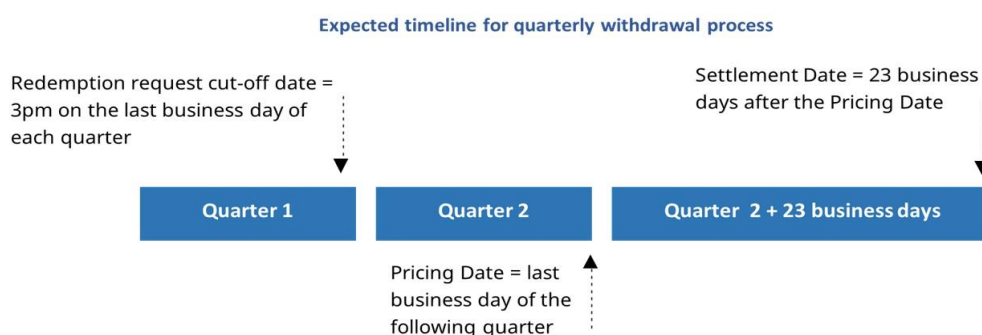 Expected timeline for quarterly withdrawal process
Redemption request cut-off date =
3pm on the last business day of
each quarter
Settlement Date = 23 business
days after the Pricing Date
Quarter 1
Quarter 2
Quarter 2 + 23 business days
Pricing Date = last
business day of the
following quarter